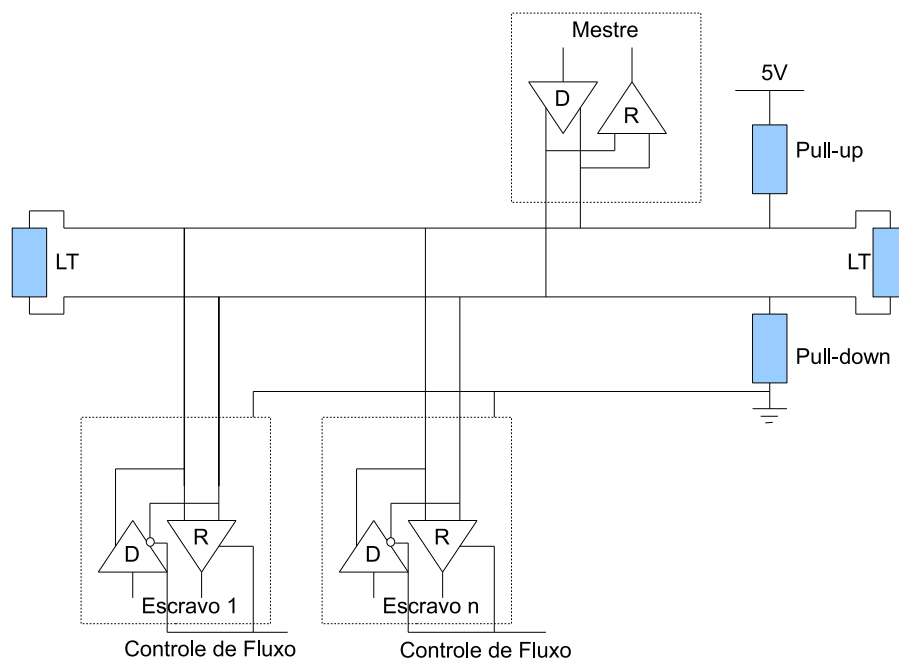 Mestre
D
R
5V
Pull-up
LT
LT
Pull-down
D
R
Escravo 1
Controle de Fluxo
D
R
Escravo n
Controle de Fluxo